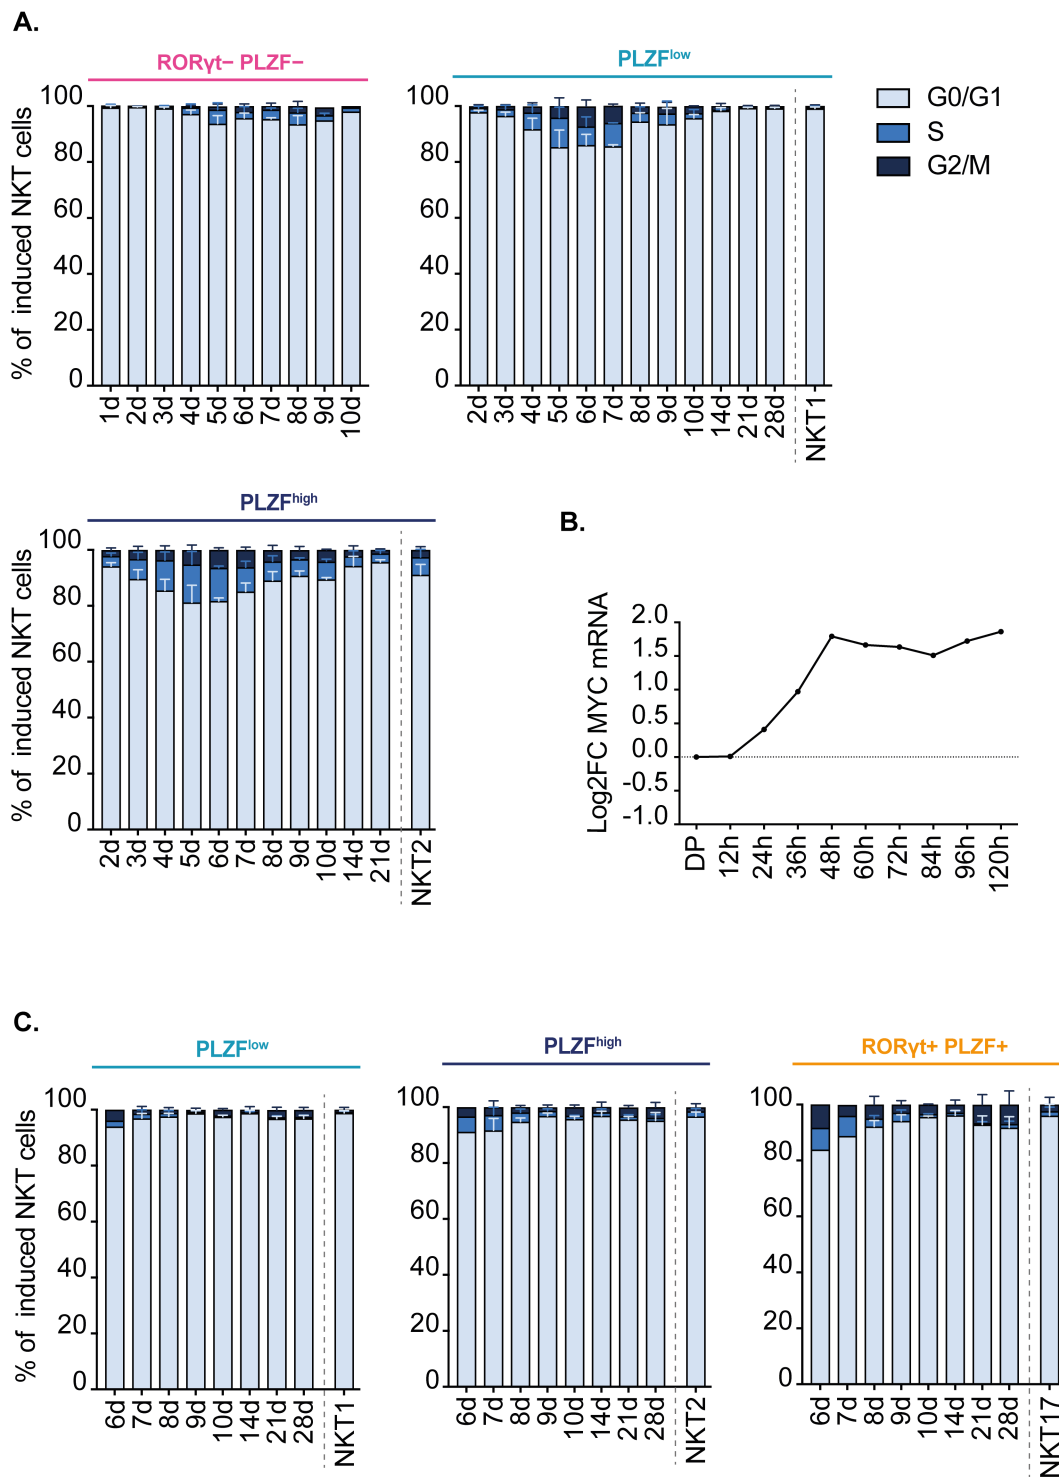 A.
RORγt− PLZF−
% of induced NKT cells
100
80
60
40
20
0
1d 2d 3d 4d 5d 6d 7d 8d 9d 10d
PLZFlow
100
80
60
40
20
0
2d 3d 4d 5d 6d 7d 8d 9d 10d 14d 21d 28d NKT1
G0/G1
S
G2/M
PLZFhigh
% of induced NKT cells
100
80
60
40
20
0
2d 3d 4d 5d 6d 7d 8d 9d 10d 14d 21d NKT2
B.
Log2FC MYC mRNA
2.0
1.5
1.0
0.5
0.0
-0.5
-1.0
DP 12h 24h 36h 48h 60h 72h 84h 96h 120h
C.
PLZFlow
% of induced NKT cells
100
80
60
40
20
0
6d 7d 8d 9d 10d 14d 21d 28d NKT1
PLZFhigh
100
80
60
40
20
0
6d 7d 8d 9d 10d 14d 21d 28d NKT2
RORγt+ PLZF+
100
80
60
40
20
0
6d 7d 8d 9d 10d 14d 21d 28d NKT17